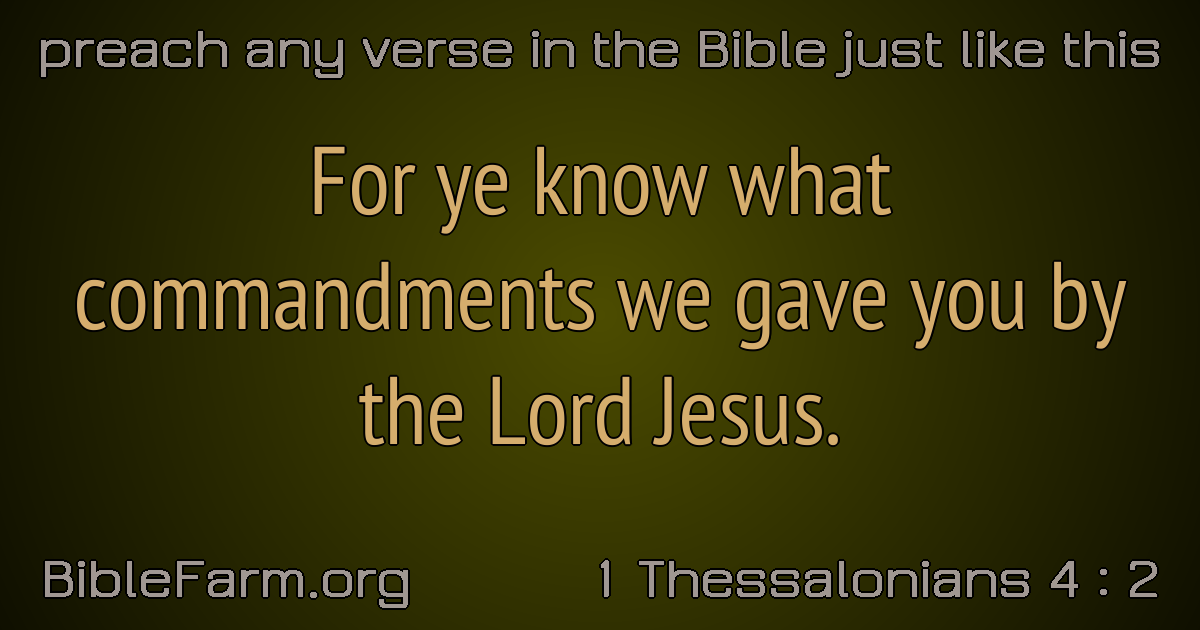 preach any verse in the Bible just like this
For ye know what
commandments we gave you by
the Lord Jesus.
BibleFarm.org
1 Thessalonians 4 : 2